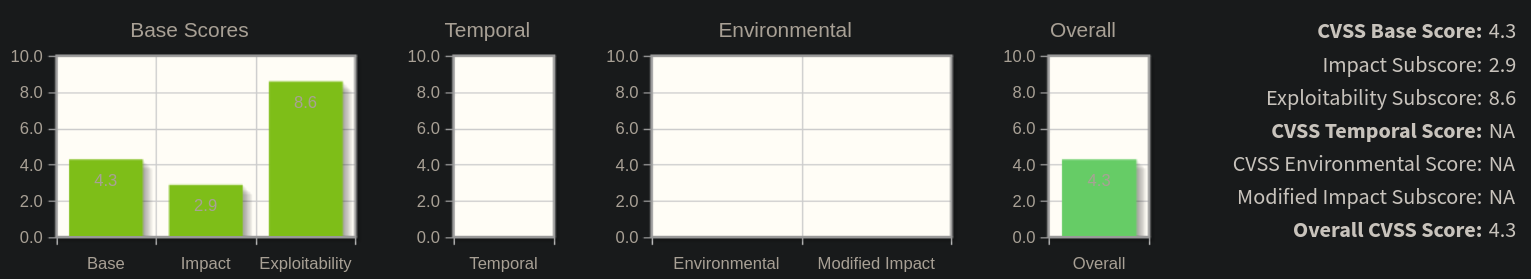 Base Scores
10.0
8.0
6.0
4.0
2.0
0.0
4.3
2.9
8.6
Base Impact Exploitability
Temporal
10.0
8.0
6.0
4.0
2.0
0.0
Temporal
Environmental
10.0
8.0
6.0
4.0
2.0
0.0
Environmental Modified Impact
Overall
10.0
8.0
6.0
4.0
2.0
0.0
4.3
Overall
CVSS Base Score: 4.3
Impact Subscore: 2.9
Exploitability Subscore: 8.6
CVSS Temporal Score: NA
CVSS Environmental Score: NA
Modified Impact Subscore: NA
Overall CVSS Score: 4.3